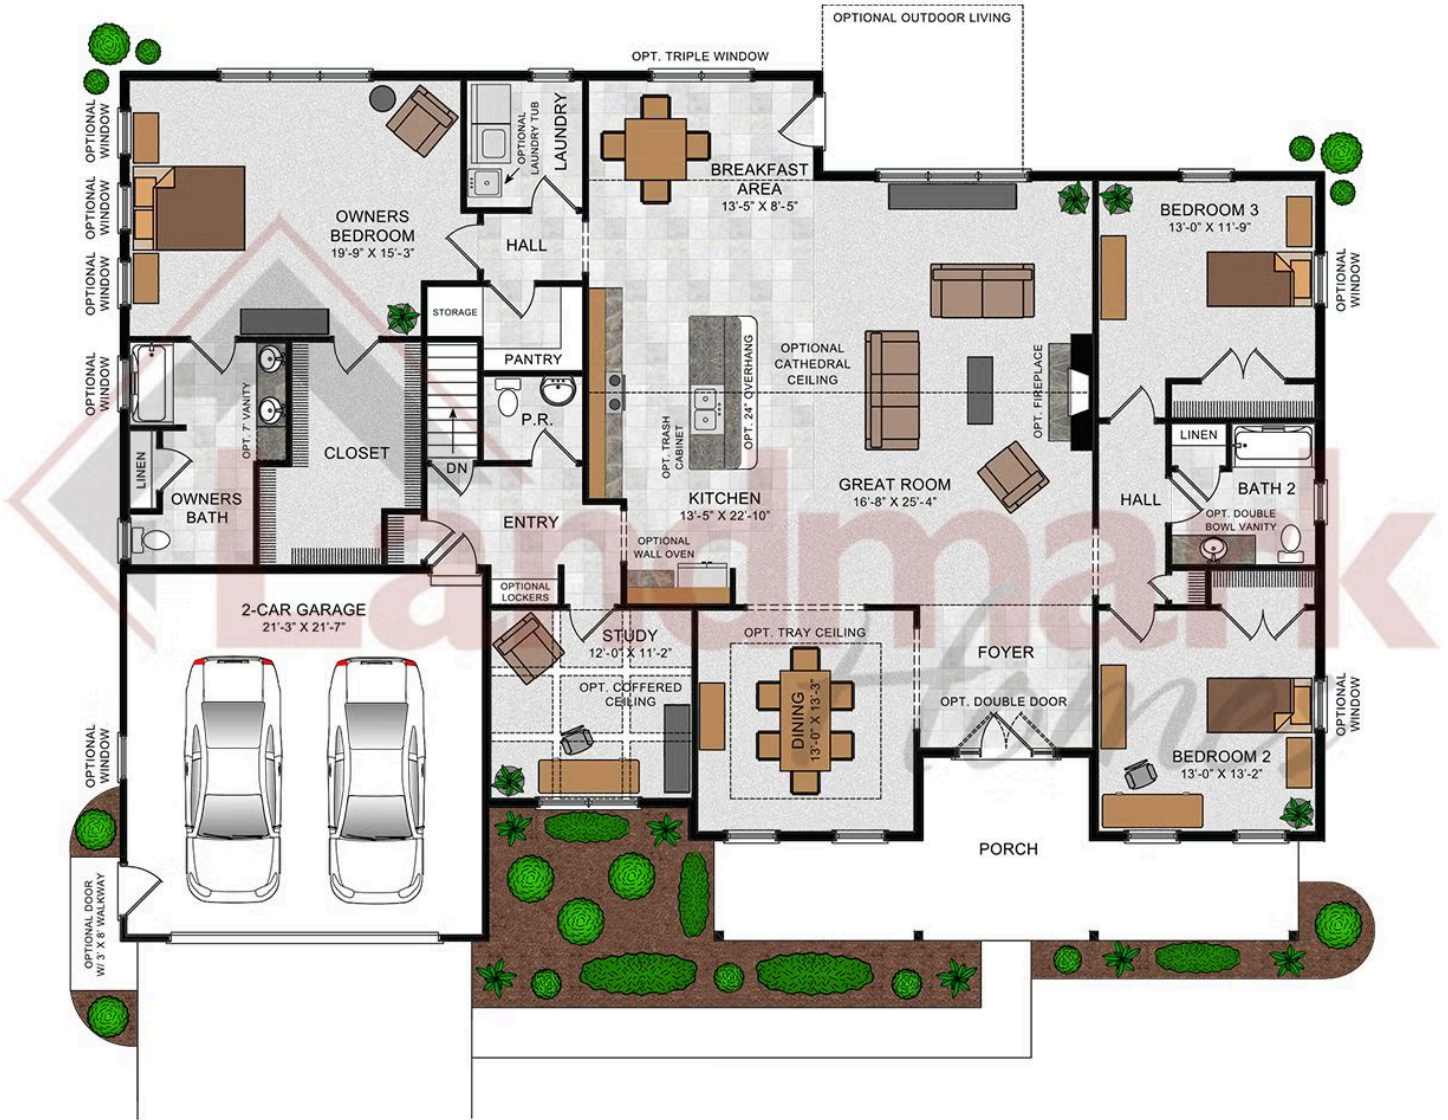 OPTIONAL OUTDOOR LIVING
OPT. TRIPLE WINDOW
OPTIONAL
WINDOW
OPTIONAL
WINDOW
OPTIONAL
WINDOW
OPTIONAL
WINDOW
OWNERS
BEDROOM
19'-9" X 15'-3"
OPTIONAL
LAUNDRY TUB
LAUNDRY
HALL
BREAKFAST
AREA
13'-5" X 8'-5"
BEDROOM 3
13'-0" X 11'-9"
OPTIONAL
WINDOW
STORAGE
PANTRY
P.R.
DN
OPT. 7' VANITY
CLOSET
LINEN
OWNERS
BATH
OPTIONAL
CATHEDRAL
CEILING
OPT. 24" OVERHANG
OPT. TRASH
CABINET
KITCHEN
13'-5" X 22'-10"
OPT. FIREPLACE
GREAT ROOM
16'-8" X 25'-4"
LINEN
HALL
BATH 2
OPT. DOUBLE
BOWL VANITY
ENTRY
OPTIONAL
WALL OVEN
OPTIONAL
LOCKERS
Landmark
Homes
2-CAR GARAGE
21'-3" X 21'-7"
STUDY
12'-0" X 11'-2"
OPT. COFFERED
CEILING
OPT. TRAY CEILING
DINING
13'-0" X 13'-3"
FOYER
OPT. DOUBLE DOOR
BEDROOM 2
13'-0" X 13'-2"
OPTIONAL
WINDOW
OPTIONAL
WINDOW
PORCH
OPTIONAL DOOR
W/ 3' X 8' WALKWAY